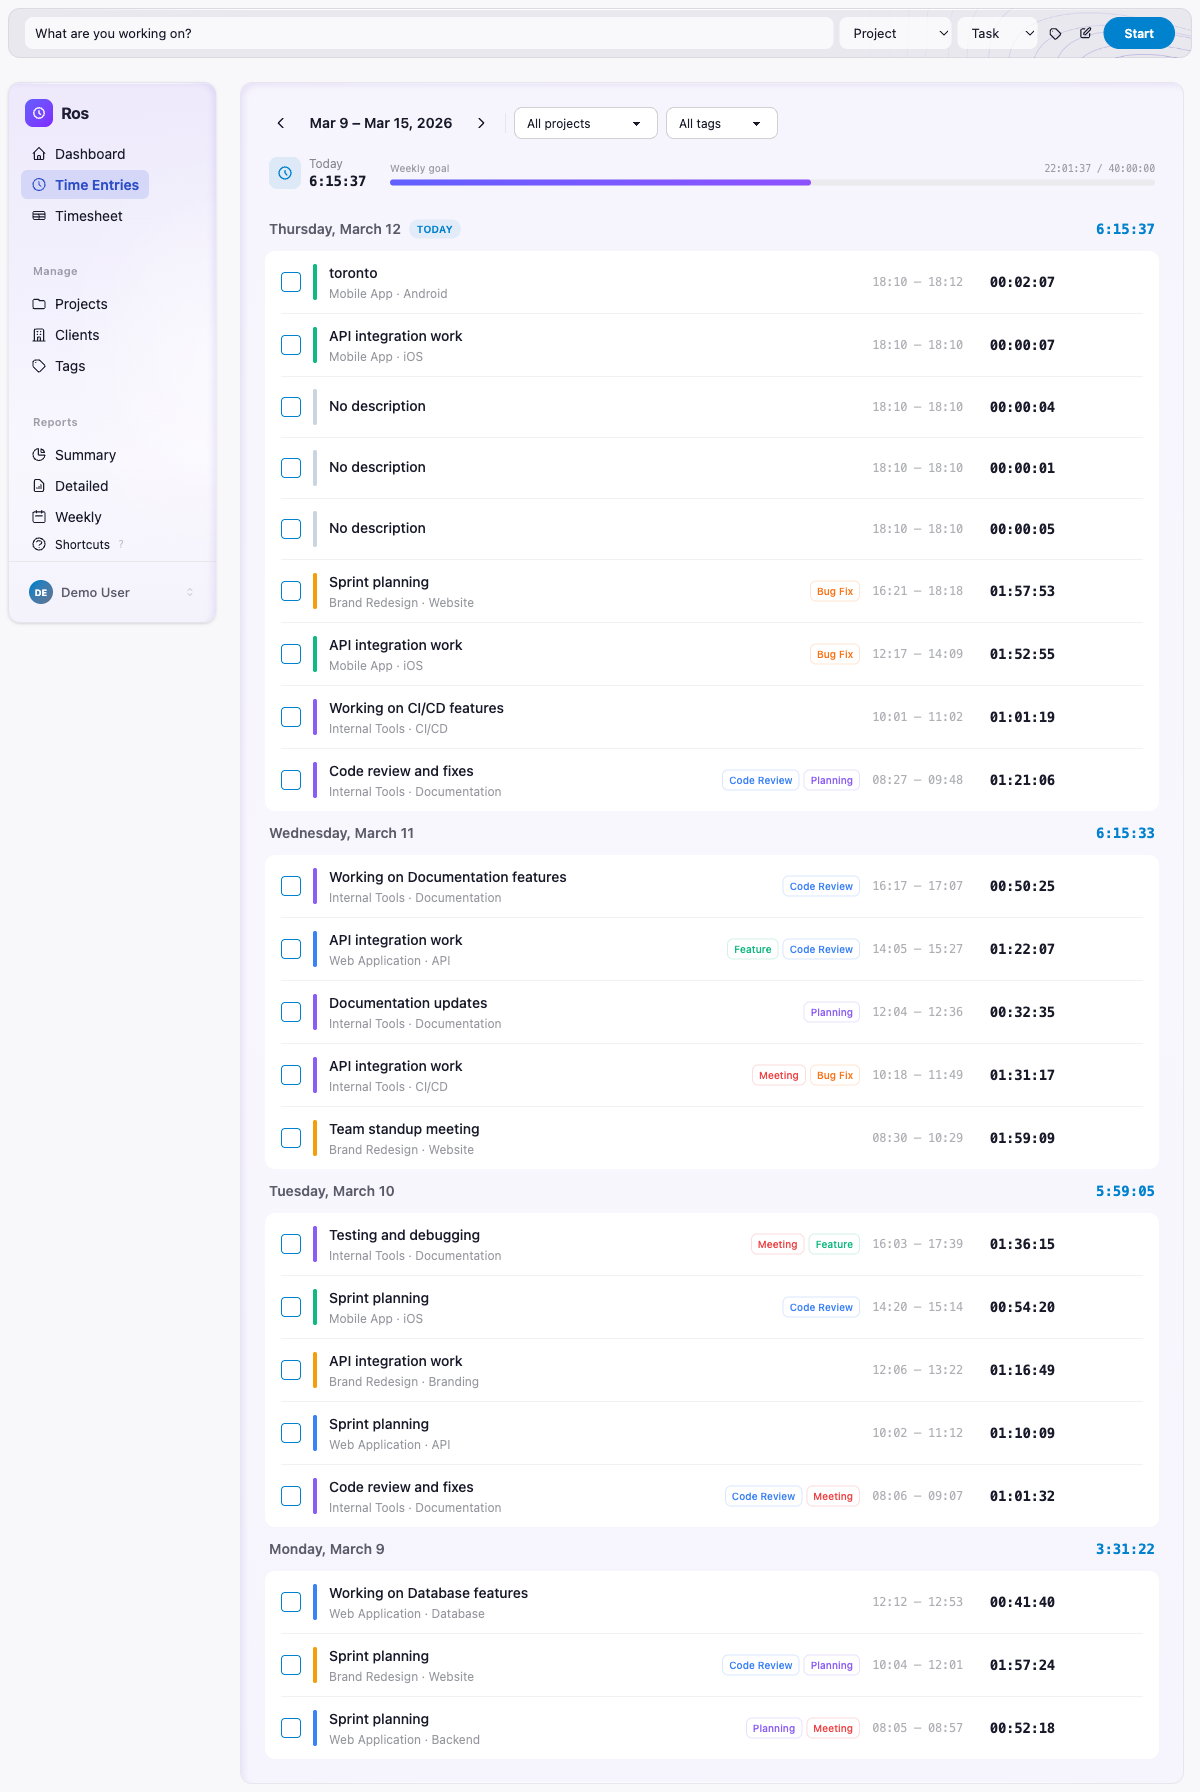 What are you working on?
Project
Task
Start
Ros
Dashboard
Time Entries
Timesheet
Manage
Projects
Clients
Tags
Reports
Summary
Detailed
Weekly
Shortcuts ?
DE Demo User
Mar 9 – Mar 15, 2026
All projects
All tags
Today
6:15:37
Weekly goal
22:01:37 / 40:00:00
Thursday, March 12 TODAY 6:15:37
toronto
Mobile App · Android
18:10 – 18:12 00:02:07
API integration work
Mobile App · iOS
18:10 – 18:10 00:00:07
No description 18:10 – 18:10 00:00:04
No description 18:10 – 18:10 00:00:01
No description 18:10 – 18:10 00:00:05
Sprint planning
Brand Redesign · Website
Bug Fix 16:21 – 18:18 01:57:53
API integration work
Mobile App · iOS
Bug Fix 12:17 – 14:09 01:52:55
Working on CI/CD features
Internal Tools · CI/CD
10:01 – 11:02 01:01:19
Code review and fixes
Internal Tools · Documentation
Code Review Planning 08:27 – 09:48 01:21:06
Wednesday, March 11 6:15:33
Working on Documentation features
Internal Tools · Documentation
Code Review 16:17 – 17:07 00:50:25
API integration work
Web Application · API
Feature Code Review 14:05 – 15:27 01:22:07
Documentation updates
Internal Tools · Documentation
Planning 12:04 – 12:36 00:32:35
API integration work
Internal Tools · CI/CD
Meeting Bug Fix 10:18 – 11:49 01:31:17
Team standup meeting
Brand Redesign · Website
08:30 – 10:29 01:59:09
Tuesday, March 10 5:59:05
Testing and debugging
Internal Tools · Documentation
Meeting Feature 16:03 – 17:39 01:36:15
Sprint planning
Mobile App · iOS
Code Review 14:20 – 15:14 00:54:20
API integration work
Brand Redesign · Branding
12:06 – 13:22 01:16:49
Sprint planning
Web Application · API
10:02 – 11:12 01:10:09
Code review and fixes
Internal Tools · Documentation
Code Review Meeting 08:06 – 09:07 01:01:32
Monday, March 9 3:31:22
Working on Database features
Web Application · Database
12:12 – 12:53 00:41:40
Sprint planning
Brand Redesign · Website
Code Review Planning 10:04 – 12:01 01:57:24
Sprint planning
Web Application · Backend
Planning Meeting 08:05 – 08:57 00:52:18